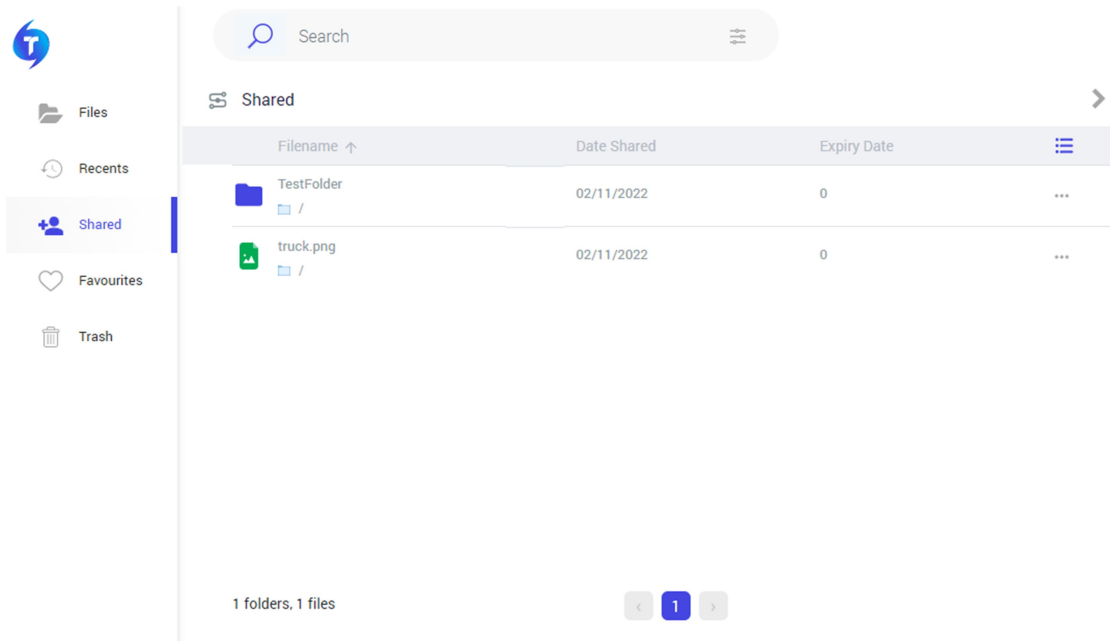 T
Search
Files
Shared
Filename Date Shared Expiry Date
Recents
TestFolder
02/11/2022 0
/
Shared
truck.png
02/11/2022 0
/
Favourites
Trash
1 folders, 1 files
‹ 1 ›